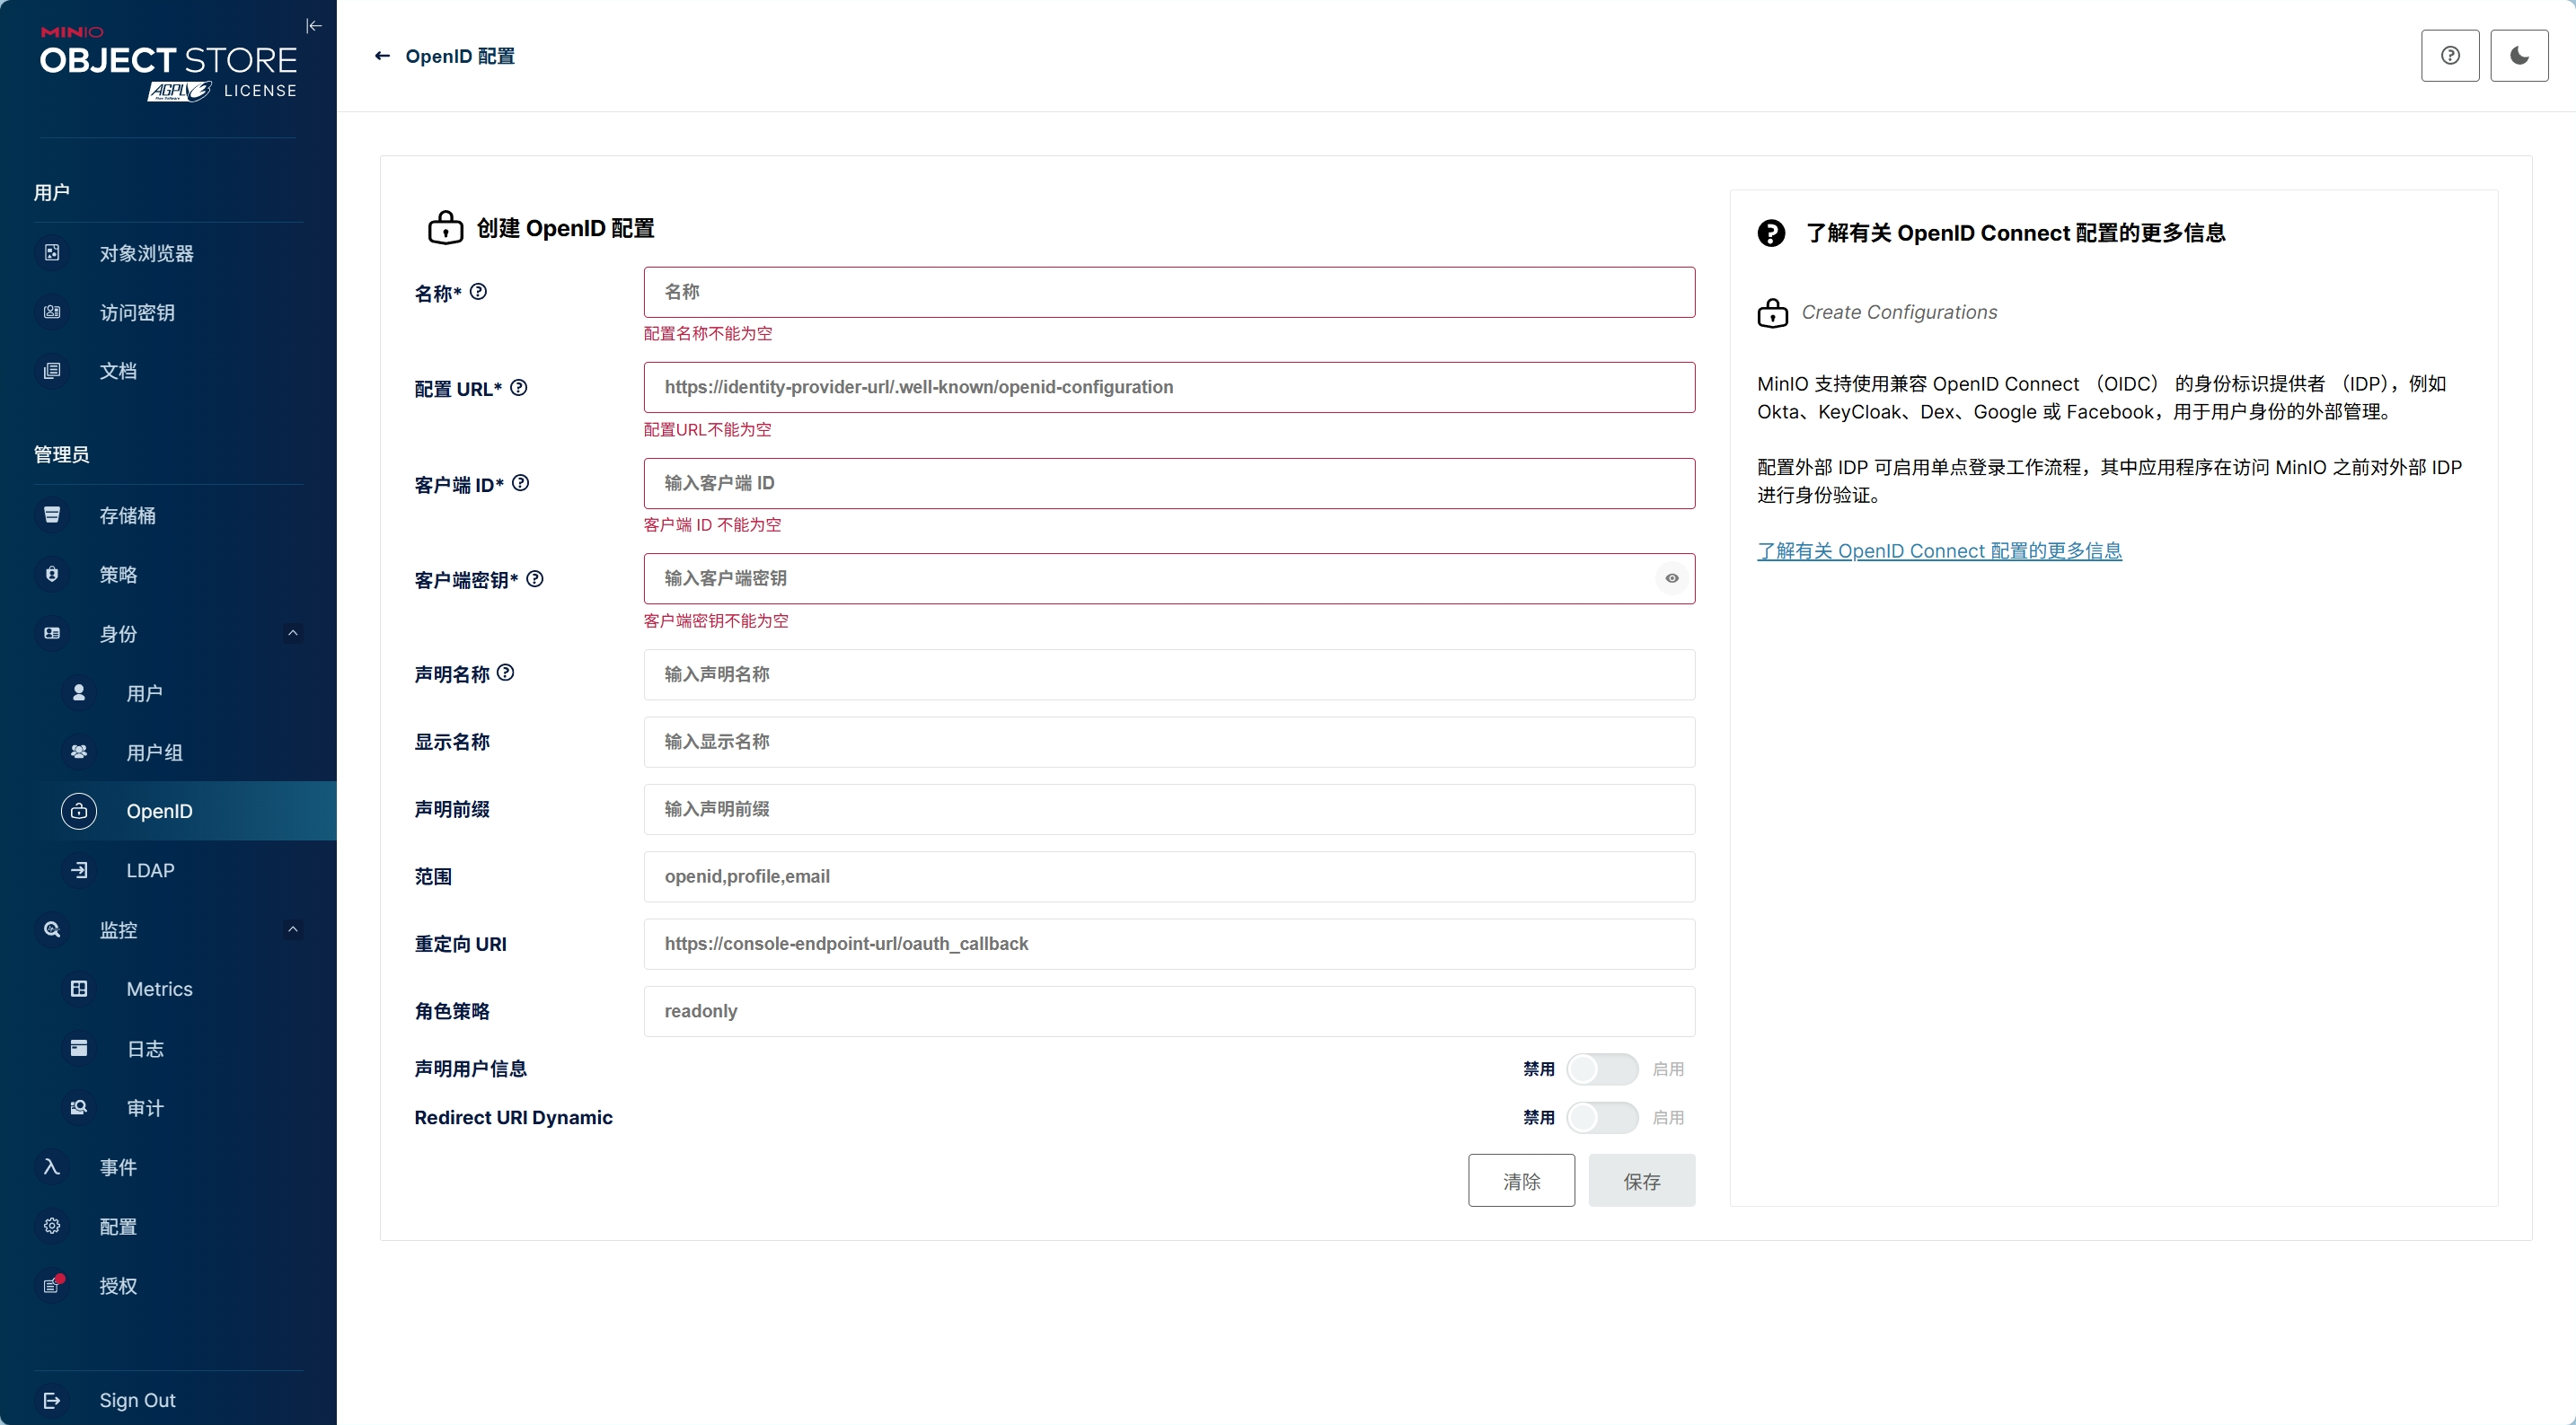 MINIO
OBJECT STORE
AGPLv3 LICENSE
用户
对象浏览器
访问密钥
文档
管理员
存储桶
策略
身份
用户
用户组
OpenID
LDAP
监控
Metrics
日志
审计
事件
配置
授权
Sign Out
OpenID 配置
创建 OpenID 配置
名称*
名称
配置名称不能为空
配置 URL*
https://identity-provider-url/.well-known/openid-configuration
配置URL不能为空
客户端 ID*
输入客户端 ID
客户端 ID 不能为空
客户端密钥*
输入客户端密钥
客户端密钥不能为空
声明名称
输入声明名称
显示名称
输入显示名称
声明前缀
输入声明前缀
范围
openid,profile,email
重定向 URI
https://console-endpoint-url/oauth_callback
角色策略
readonly
声明用户信息
禁用 启用
Redirect URI Dynamic
禁用 启用
清除 保存
了解有关 OpenID Connect 配置的更多信息
Create Configurations
MinIO 支持使用兼容 OpenID Connect （OIDC） 的身份标识提供者 （IDP），例如
Okta、KeyCloak、Dex、Google 或 Facebook，用于用户身份的外部管理。
配置外部 IDP 可启用单点登录工作流程，其中应用程序在访问 MinIO 之前对外部 IDP
进行身份验证。
了解有关 OpenID Connect 配置的更多信息